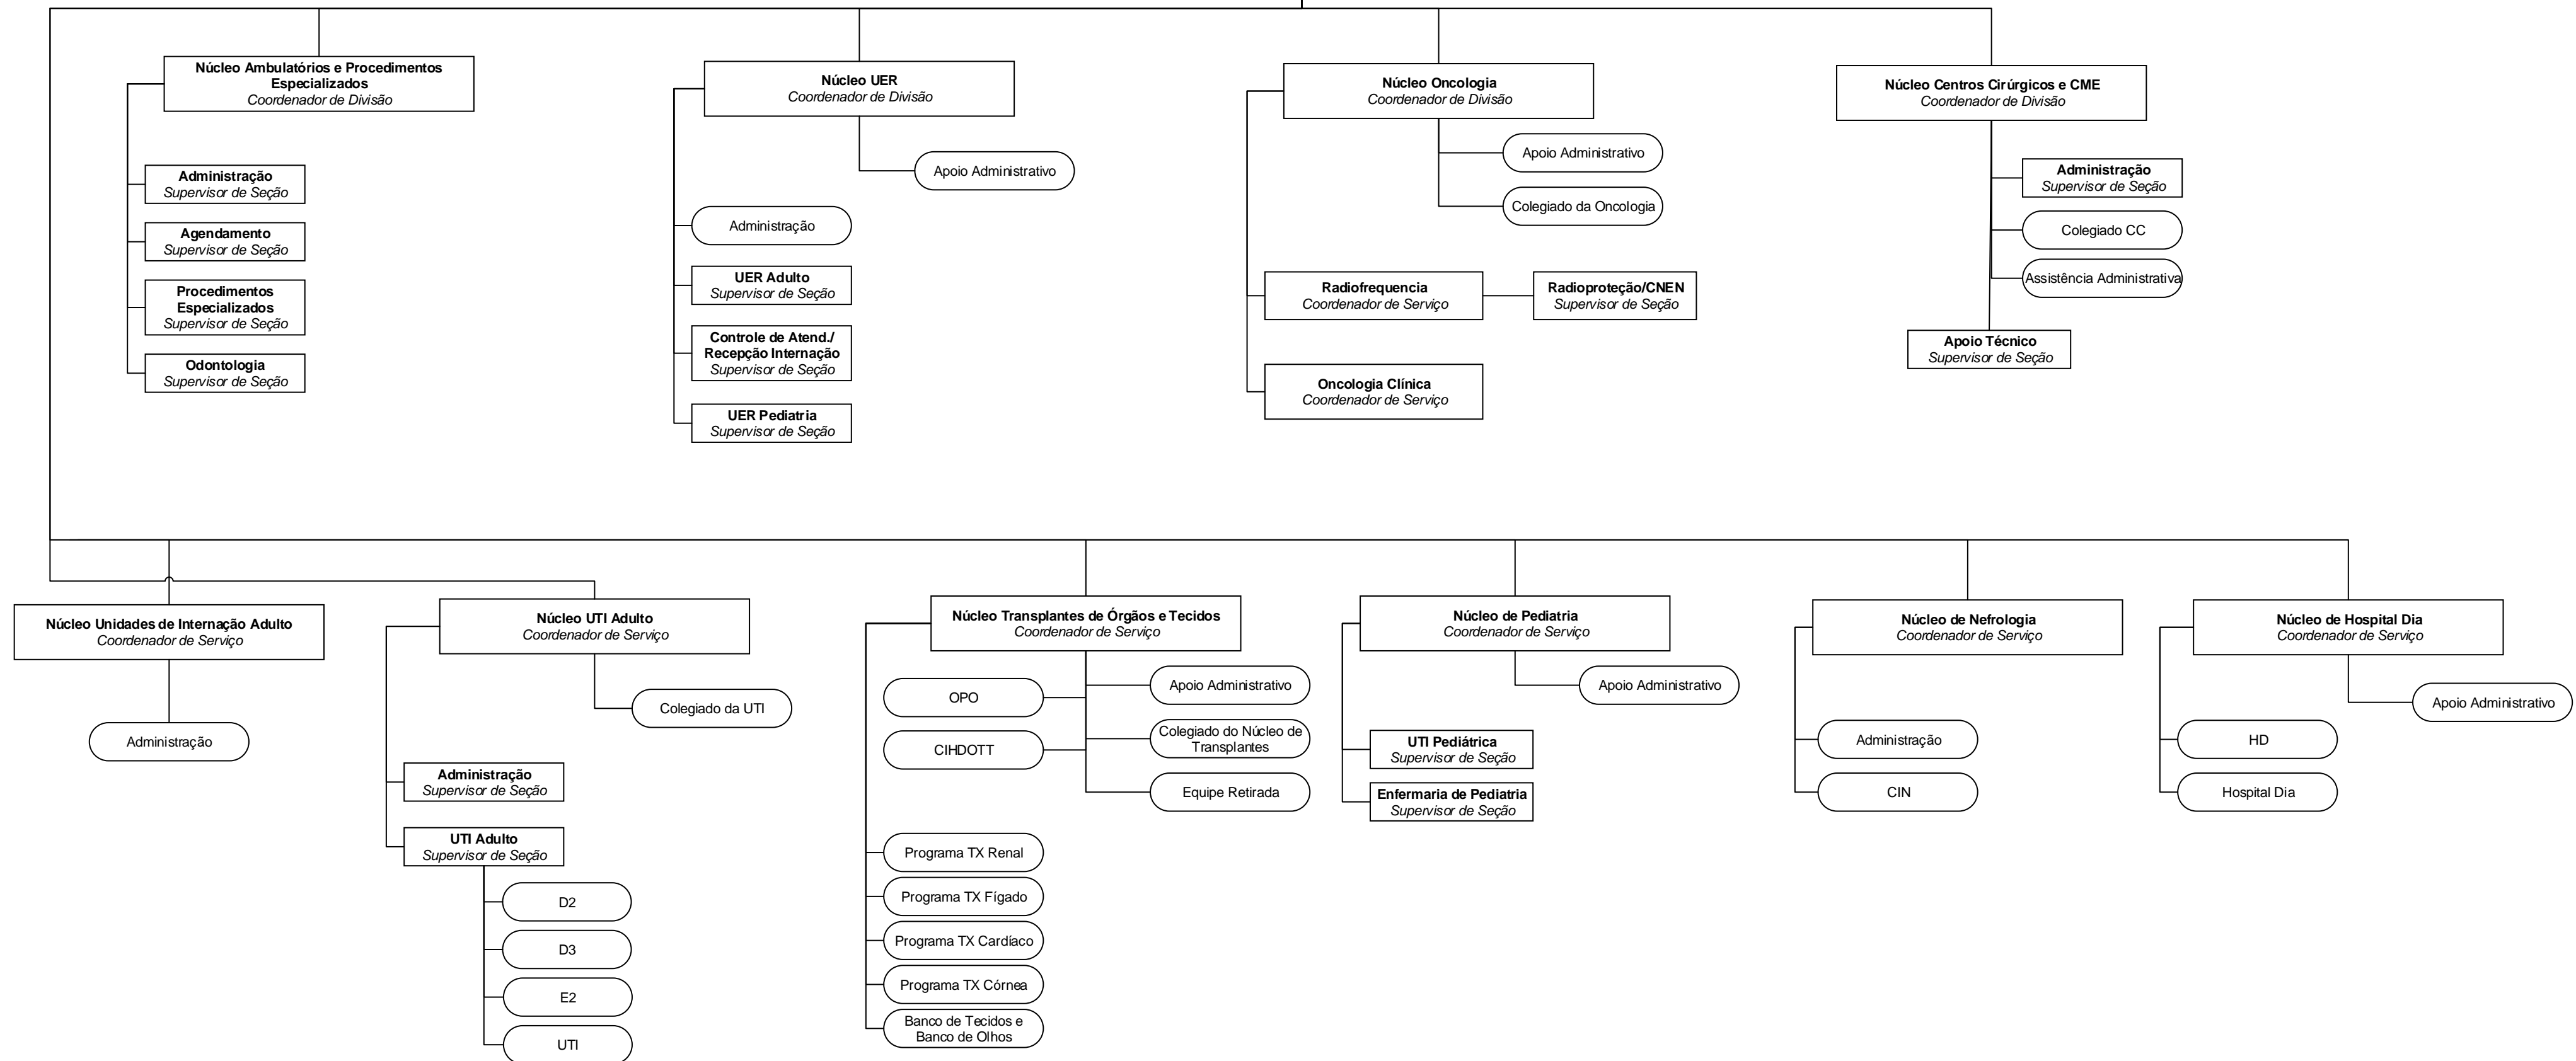 Núcleo Ambulatórios e Procedimentos
Especializados
Coordenador de Divisão
Administração
Supervisor de Seção
Agendamento
Supervisor de Seção
Procedimentos
Especializados
Supervisor de Seção
Odontologia
Supervisor de Seção
Núcleo UER
Coordenador de Divisão
Apoio Administrativo
Administração
UER Adulto
Supervisor de Seção
Controle de Atend./
Recepção Internação
Supervisor de Seção
UER Pediatria
Supervisor de Seção
Núcleo Oncologia
Coordenador de Divisão
Apoio Administrativo
Colegiado da Oncologia
Radiofrequencia
Coordenador de Serviço
Radioproteção/CNEN
Supervisor de Seção
Oncologia Clínica
Coordenador de Serviço
Núcleo Centros Cirúrgicos e CME
Coordenador de Divisão
Administração
Supervisor de Seção
Colegiado CC
Assistência Administrativa
Apoio Técnico
Supervisor de Seção
Núcleo Unidades de Internação Adulto
Coordenador de Serviço
Administração
Núcleo UTI Adulto
Coordenador de Serviço
Colegiado da UTI
Administração
Supervisor de Seção
UTI Adulto
Supervisor de Seção
D2
D3
E2
UTI
Núcleo Transplantes de Órgãos e Tecidos
Coordenador de Serviço
OPO
Apoio Administrativo
CIHDOTT
Colegiado do Núcleo de
Transplantes
Equipe Retirada
Programa TX Renal
Programa TX Fígado
Programa TX Cardíaco
Programa TX Córnea
Banco de Tecidos e
Banco de Olhos
Núcleo de Pediatria
Coordenador de Serviço
Apoio Administrativo
UTI Pediátrica
Supervisor de Seção
Enfermaria de Pediatria
Supervisor de Seção
Núcleo de Nefrologia
Coordenador de Serviço
Administração
CIN
Núcleo de Hospital Dia
Coordenador de Serviço
Apoio Administrativo
HD
Hospital Dia